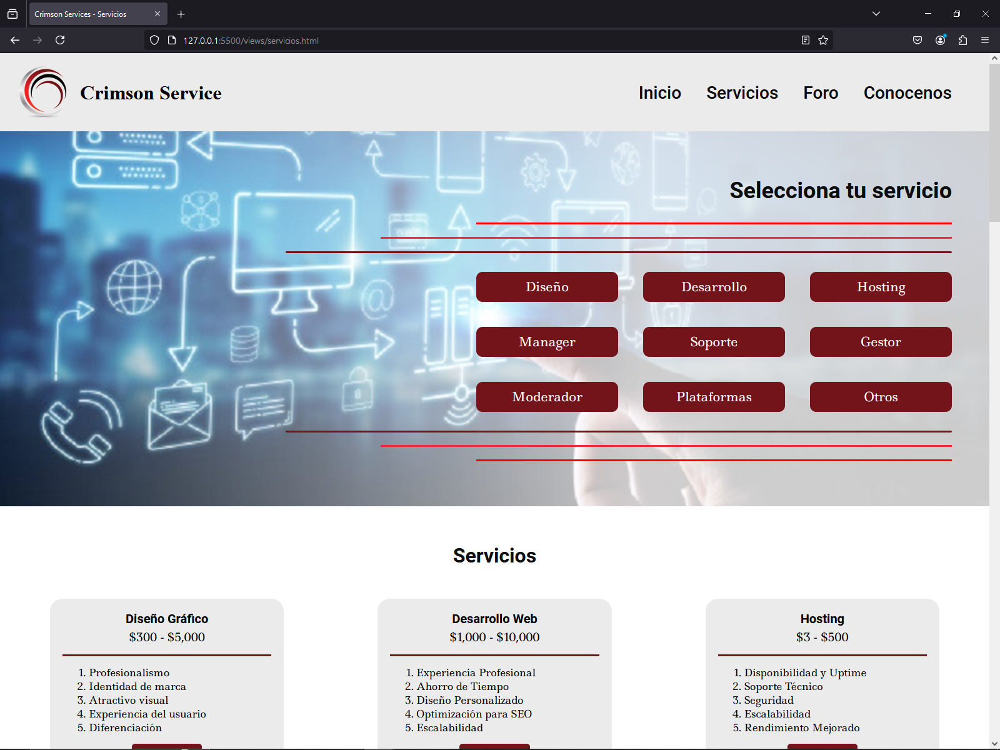 Crimson Services - Servicios
127.0.0.1:5500/views/servicios.html
Crimson Service
Inicio Servicios Foro Conocenos
WWW
@
Selecciona tu servicio
Diseño Desarrollo Hosting
Manager Soporte Gestor
Moderador Plataformas Otros
Servicios
Diseño Gráfico
$300 - $5,000
1. Profesionalismo
2. Identidad de marca
3. Atractivo visual
4. Experiencia del usuario
5. Diferenciación
Desarrollo Web
$1,000 - $10,000
1. Experiencia Profesional
2. Ahorro de Tiempo
3. Diseño Personalizado
4. Optimización para SEO
5. Escalabilidad
Hosting
$3 - $500
1. Disponibilidad y Uptime
2. Soporte Técnico
3. Seguridad
4. Escalabilidad
5. Rendimiento Mejorado